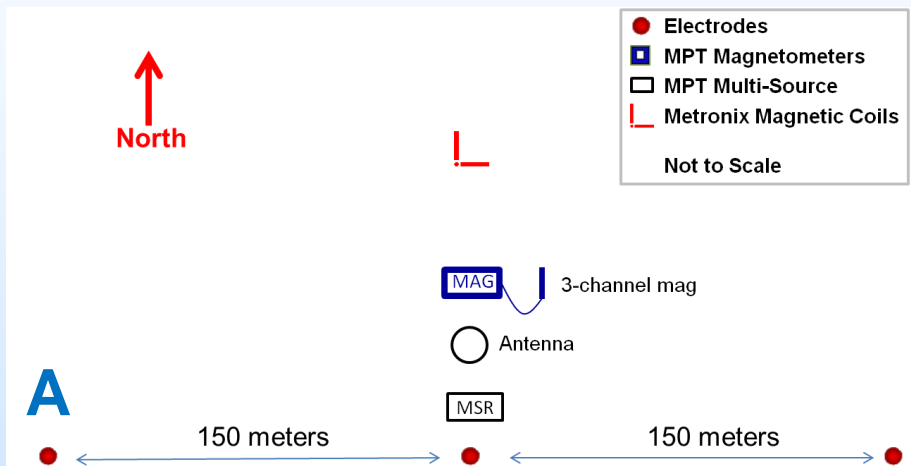 Electrodes
MPT Magnetometers
MPT Multi-Source
Metronix Magnetic Coils
Not to Scale
North
MAG
3-channel mag
Antenna
A
MSR
150 meters
150 meters